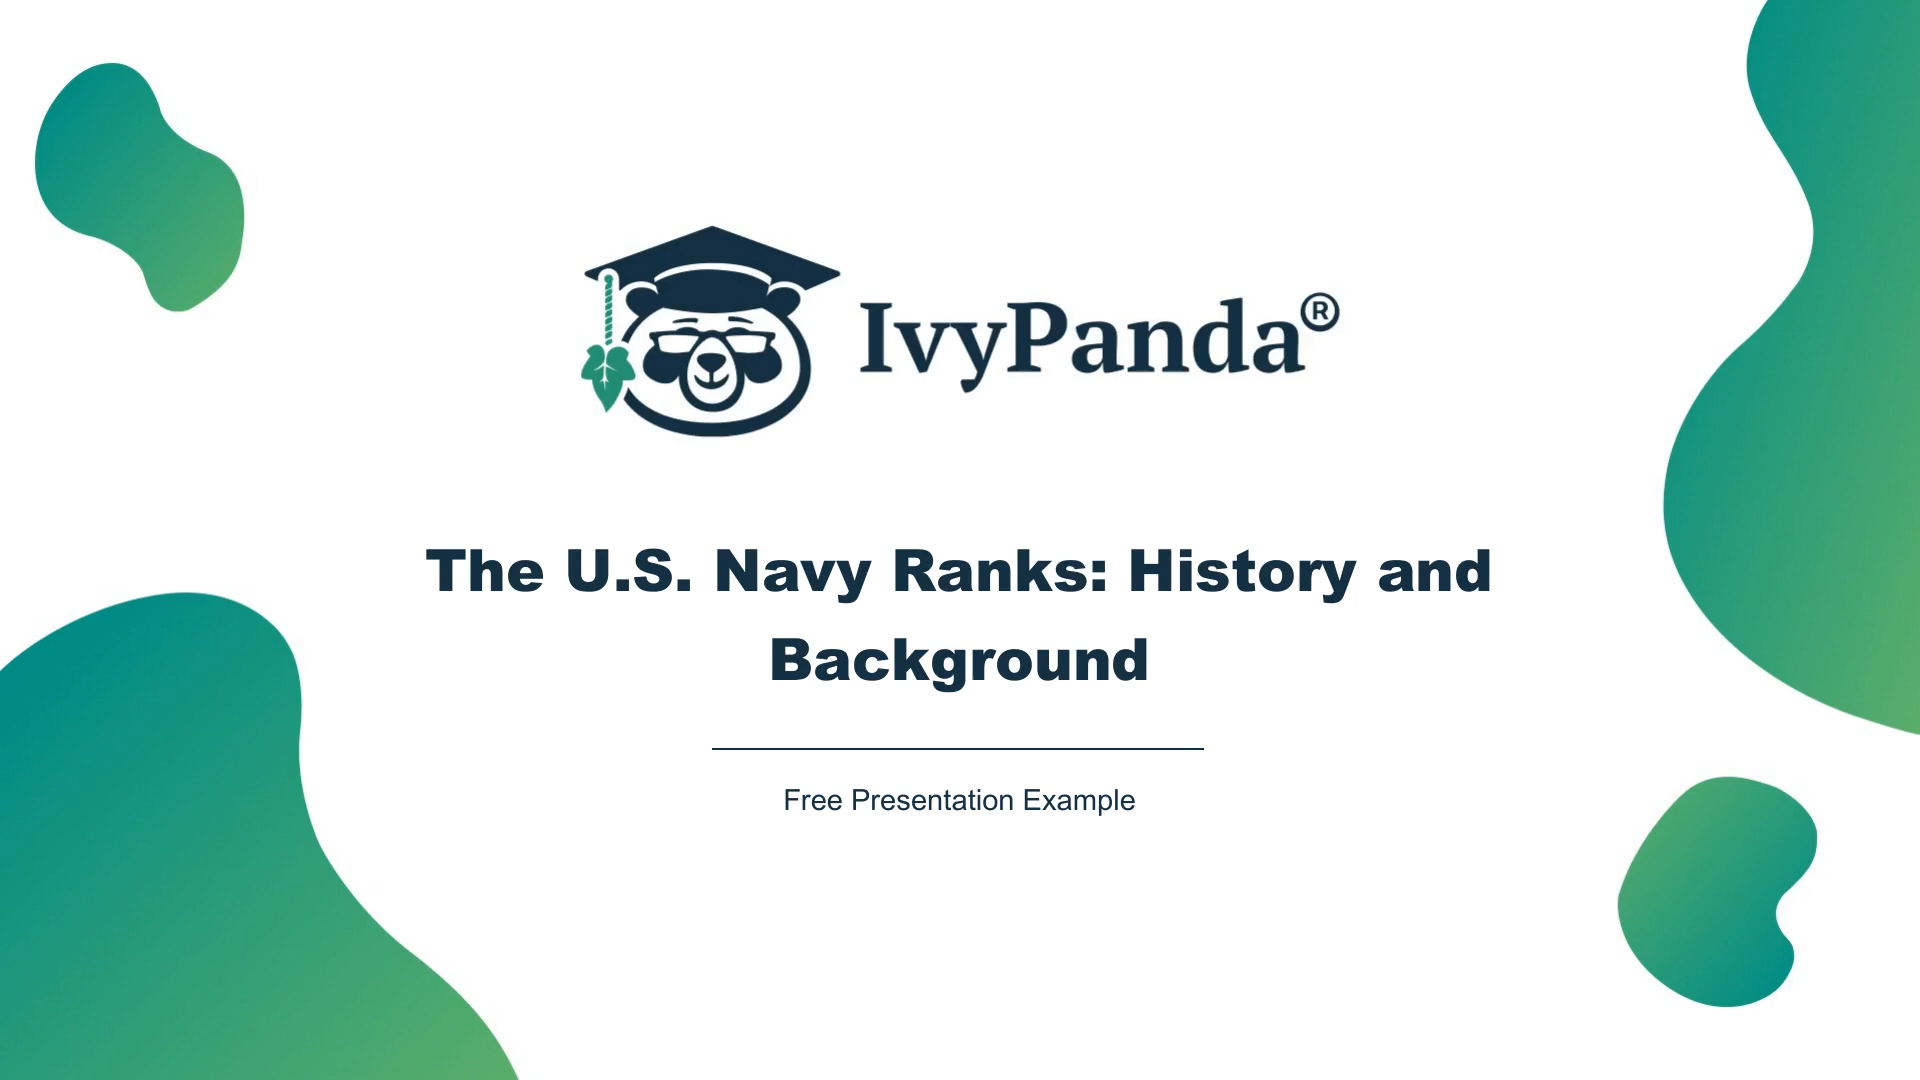 IvyPanda®
The U.S. Navy Ranks: History and
Background
Free Presentation Example